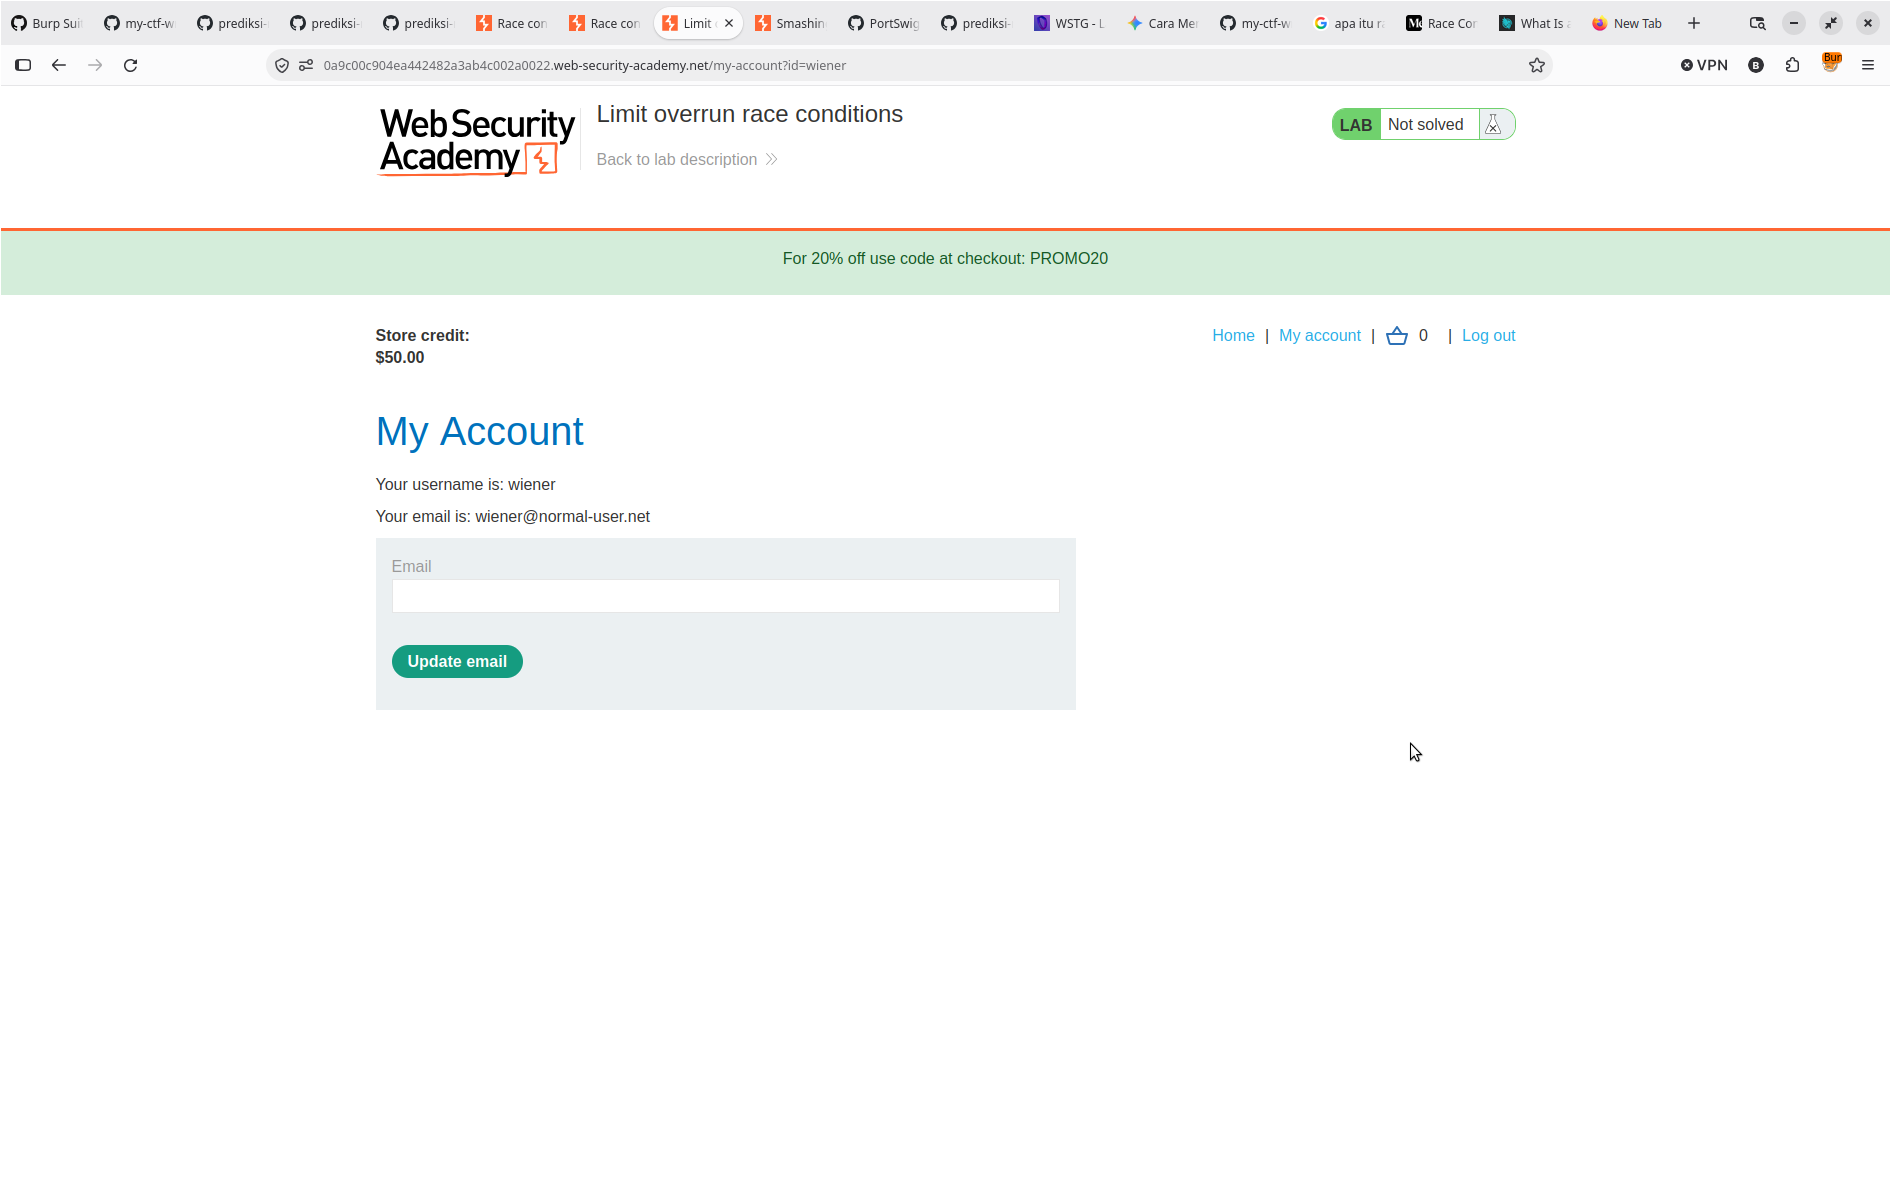 Burp Sui
my-ctf-w
prediksi-
prediksi-
prediksi-
Race con
Race con
Limit
Smashin
PortSwig
prediksi-
WSTG - L
Cara Mer
my-ctf-w
apa itu ra
Race Cor
What Is a
New Tab
0a9c00c904ea442482a3ab4c002a0022.web-security-academy.net/my-account?id=wiener
VPN
B
Bur
Web Security
Academy
Limit overrun race conditions
Back to lab description
LAB Not solved
For 20% off use code at checkout: PROMO20
Store credit:
$50.00
Home | My account | 0 | Log out
My Account
Your username is: wiener
Your email is: wiener@normal-user.net
Email
Update email